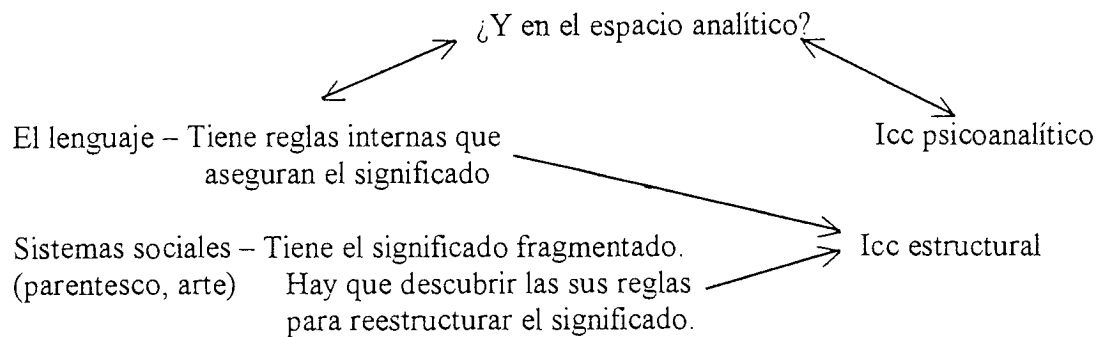 ¿Y en el espacio analítico?
El lenguaje – Tiene reglas internas que
aseguran el significado
Icc psicoanalítico
Sistemas sociales – Tiene el significado fragmentado.
(parentesco, arte) Hay que descubrir las sus reglas
para reestructurar el significado.
Icc estructural